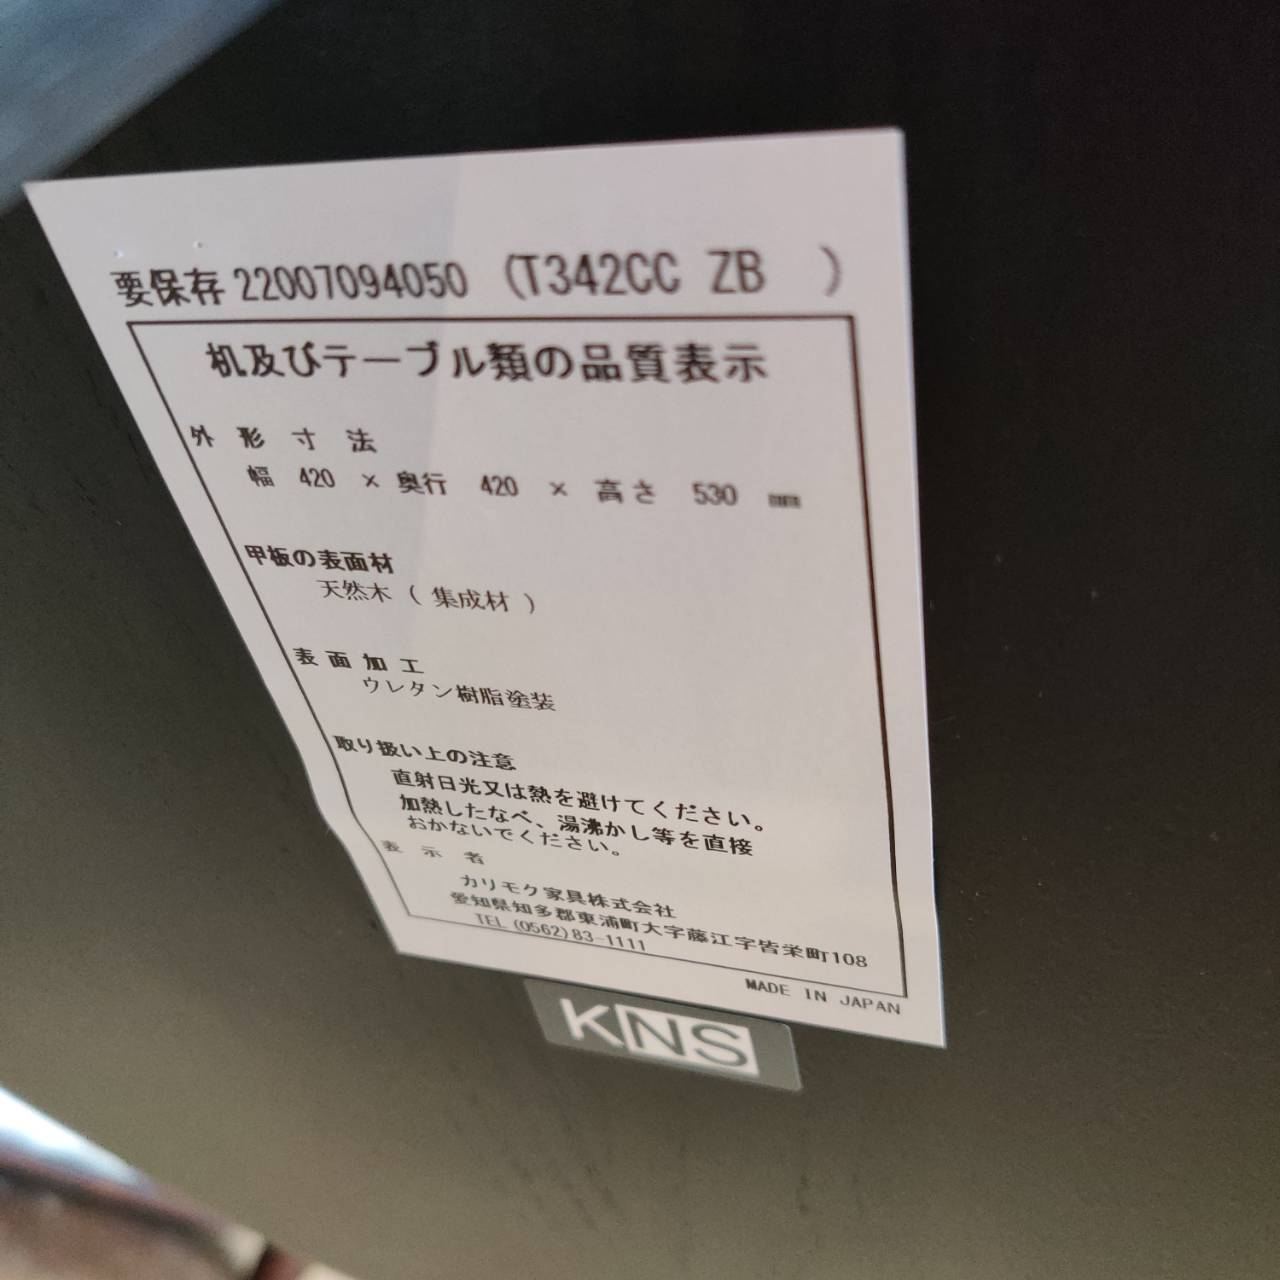 要保存 22007094050 (T342CC ZB )
机及びテーブル類の品質表示
外形寸法
幅 420 × 奥行 420 × 高さ 530 mm
甲板の表面材
天然木 ( 集成材 )
表面加工
ウレタン樹脂塗装
取り扱い上の注意
直射日光又は熱を避けてください。
加熱したなべ、湯沸かし等を直接
おかないでください。
表示者
カリモク家具株式会社
愛知県知多郡東浦町大字藤江字皆栄町108
TEL (0562)83-1111
MADE IN JAPAN
KNS